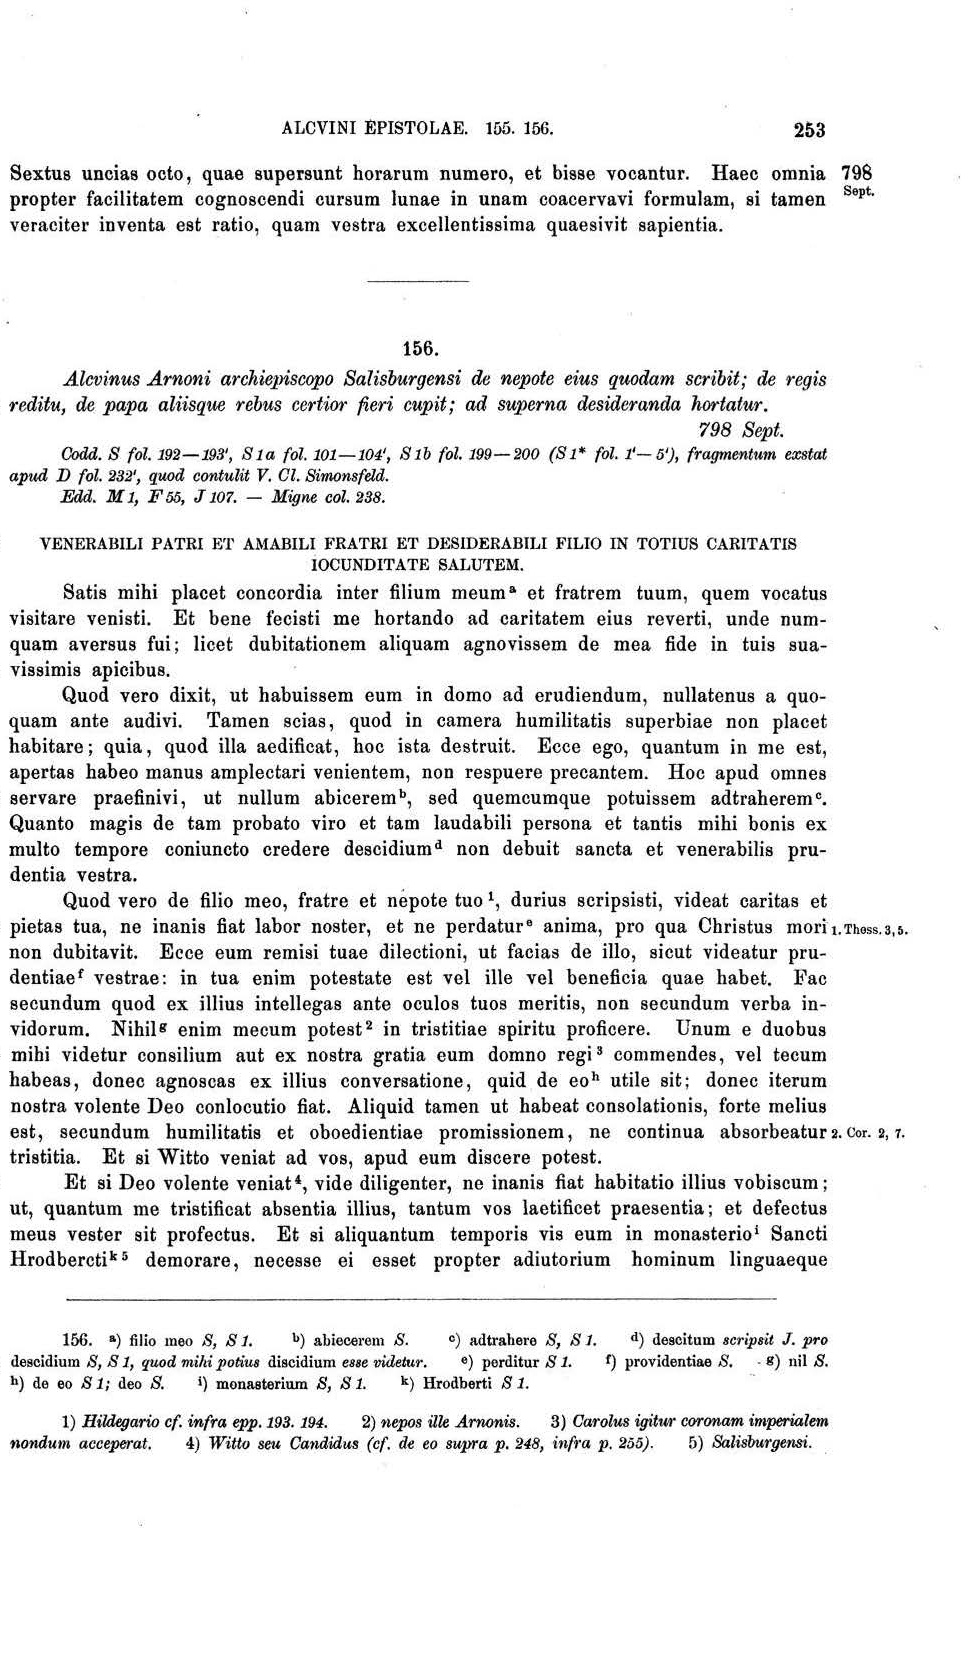 ALCVINI EPISTOLAE. 155. 156. 253
Sextus uncias octo, quae supersunt horarum numero, et bisse vocantur. Haec omnia 798
propter facilitatem cognoscendi cursum lunae in unam coacervavi formulam, si tamen Sept.
veraciter inventa est ratio, quam vestra excellentissima quaesivit sapientia.
156.
Alcvinus Arnoni archiepiscopo Salisburgensi de nepote eius quodam scribit; de regis
reditu, de papa aliisque rebus certior fieri cupit; ad superna desideranda hortatur.
798 Sept.
Codd. S fol. 192—193', S1a fol. 101—104', S1b fol. 199—200 (S1* fol. 1'—5'), fragmentum exstat
apud D fol. 232', quod contulit V. Cl. Simonsfeld.
Edd. M 1, F 55, J 107. — Migne col. 238.
VENERABILI PATRI ET AMABILI FRATRI ET DESIDERABILI FILIO IN TOTIUS CARITATIS
IOCUNDITATE SALUTEM.
Satis mihi placet concordia inter filium meum ᵃ et fratrem tuum, quem vocatus
visitare venisti. Et bene fecisti me hortando ad caritatem eius reverti, unde num-
quam aversus fui; licet dubitationem aliquam agnovissem de mea fide in tuis sua-
vissimis apicibus.
Quod vero dixit, ut habuissem eum in domo ad erudiendum, nullatenus a quo-
quam ante audivi. Tamen scias, quod in camera humilitatis superbiae non placet
habitare; quia, quod illa aedificat, hoc ista destruit. Ecce ego, quantum in me est,
apertas habeo manus amplectari venientem, non respuere precantem. Hoc apud omnes
servare praefinivi, ut nullum abicerem ᵇ, sed quemcumque potuissem adtraherem ᶜ.
Quanto magis de tam probato viro et tam laudabili persona et tantis mihi bonis ex
multo tempore coniuncto credere descidium ᵈ non debuit sancta et venerabilis pru-
dentia vestra.
Quod vero de filio meo, fratre et nepote tuo ¹, durius scripsisti, videat caritas et
pietas tua, ne inanis fiat labor noster, et ne perdatur ᵉ anima, pro qua Christus mori 1. Thess. 3, 5.
non dubitavit. Ecce eum remisi tuae dilectioni, ut facias de illo, sicut videatur pru-
dentiae ᶠ vestrae: in tua enim potestate est vel ille vel beneficia quae habet. Fac
secundum quod ex illius intellegas ante oculos tuos meritis, non secundum verba in-
vidorum. Nihil ᵍ enim mecum potest ² in tristitiae spiritu proficere. Unum e duobus
mihi videtur consilium aut ex nostra gratia eum domno regi ³ commendes, vel tecum
habeas, donec agnoscas ex illius conversatione, quid de eo ʰ utile sit; donec iterum
nostra volente Deo conlocutio fiat. Aliquid tamen ut habeat consolationis, forte melius
est, secundum humilitatis et oboedientiae promissionem, ne continua absorbeatur 2. Cor. 2, 7.
tristitia. Et si Witto veniat ad vos, apud eum discere potest.
Et si Deo volente veniat ⁴, vide diligenter, ne inanis fiat habitatio illius vobiscum;
ut, quantum me tristificat absentia illius, tantum vos laetificet praesentia; et defectus
meus vester sit profectus. Et si aliquantum temporis vis eum in monasterio ⁱ Sancti
Hrodbercti ᵏ ⁵ demorare, necesse ei esset propter adiutorium hominum linguaeque
156. ᵃ) filio meo S, S 1. ᵇ) abiecerem S. ᶜ) adtrahere S, S 1. ᵈ) descitum scripsit J. pro
descidium S, S 1, quod mihi potius discidium esse videtur. ᵉ) perditur S 1. ᶠ) providentiae S. ᵍ) nil S.
ʰ) de eo S 1; deo S. ⁱ) monasterium S, S 1. ᵏ) Hrodberti S 1.
1) Hildegario cf. infra epp. 193. 194. 2) nepos ille Arnonis. 3) Carolus igitur coronam imperialem
nondum acceperat. 4) Witto seu Candidus (cf. de eo supra p. 248, infra p. 255). 5) Salisburgensi.